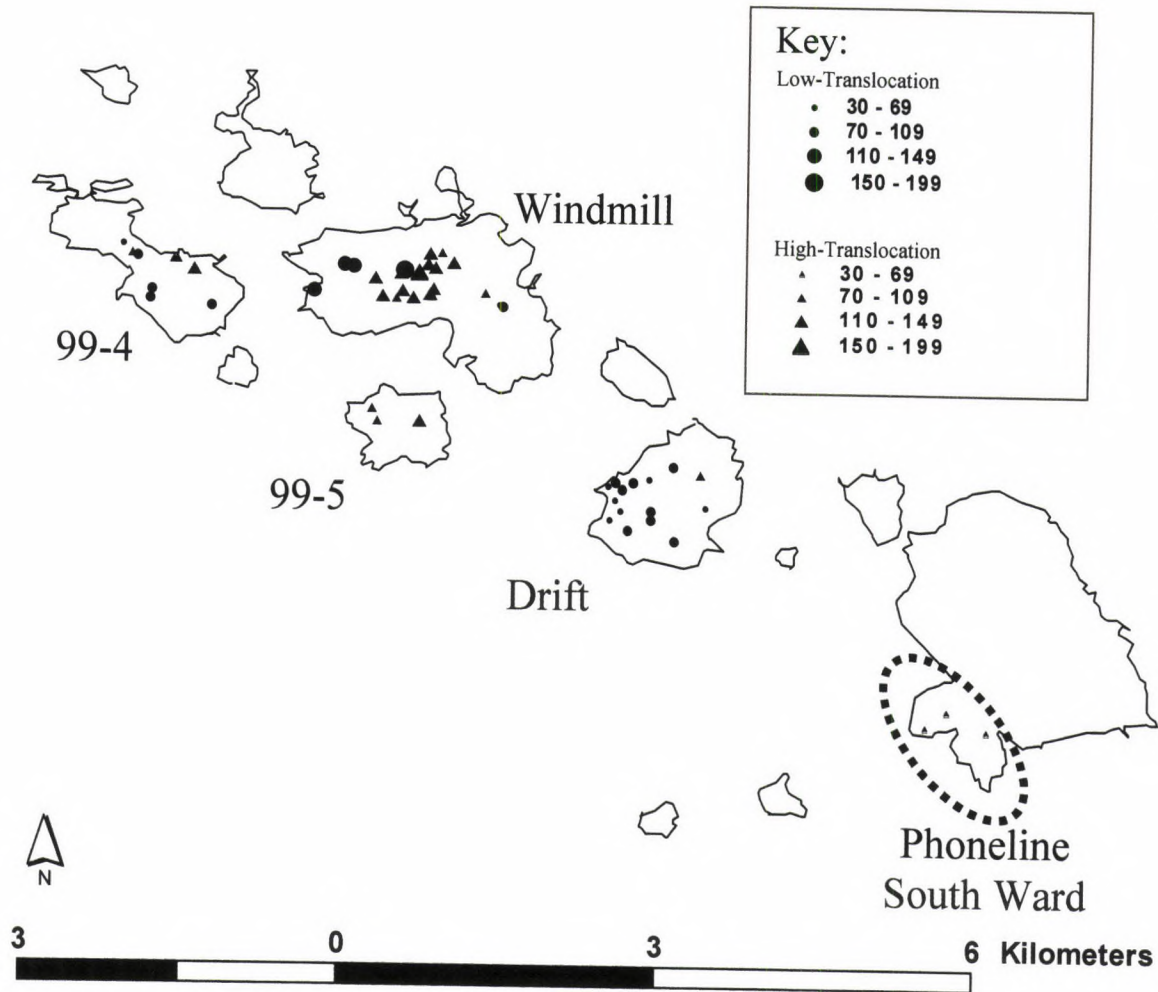 Key:
Low-Translocation
30 - 69
70 - 109
110 - 149
150 - 199
High-Translocation
30 - 69
70 - 109
110 - 149
150 - 199
Windmill
99-4
99-5
Drift
Phoneline
South Ward
N
3 0 3 6 Kilometers